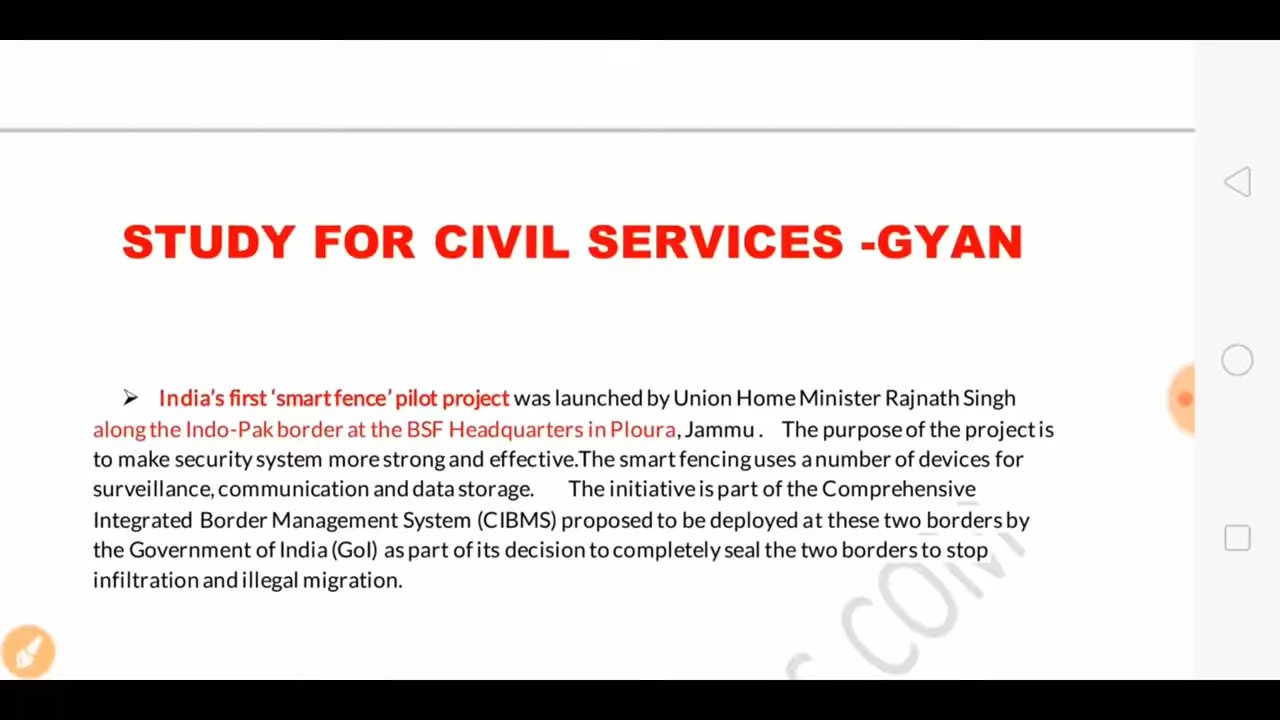 STUDY FOR CIVIL SERVICES -GYAN
➢ India's first 'smart fence' pilot project was launched by Union Home Minister Rajnath Singh
along the Indo-Pak border at the BSF Headquarters in Ploura, Jammu . The purpose of the project is
to make security system more strong and effective.The smart fencing uses a number of devices for
surveillance, communication and data storage. The initiative is part of the Comprehensive
Integrated Border Management System (CIBMS) proposed to be deployed at these two borders by
the Government of India (GoI) as part of its decision to completely seal the two borders to stop
infiltration and illegal migration.